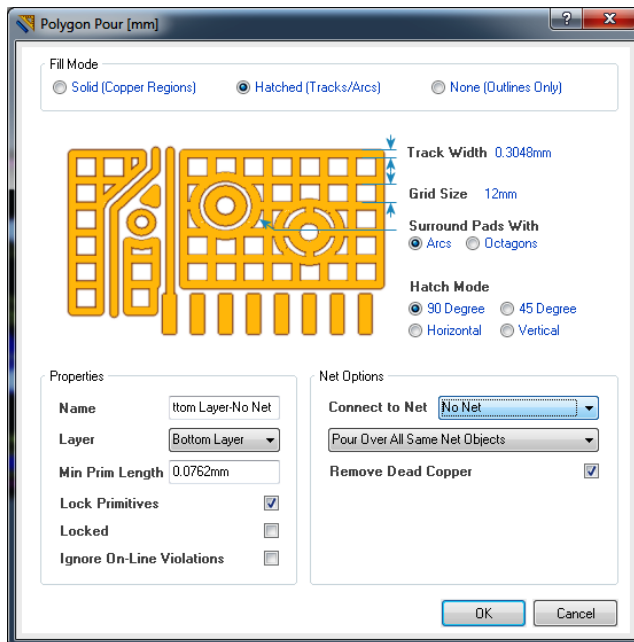 Polygon Pour [mm]
Fill Mode
Solid (Copper Regions) Hatched (Tracks/Arcs) None (Outlines Only)
Track Width 0.3048mm
Grid Size 12mm
Surround Pads With
Arcs Octagons
Hatch Mode
90 Degree 45 Degree
Horizontal Vertical
Properties
Name ttom Layer-No Net
Layer Bottom Layer
Min Prim Length 0.0762mm
Lock Primitives
Locked
Ignore On-Line Violations
Net Options
Connect to Net No Net
Pour Over All Same Net Objects
Remove Dead Copper
OK Cancel